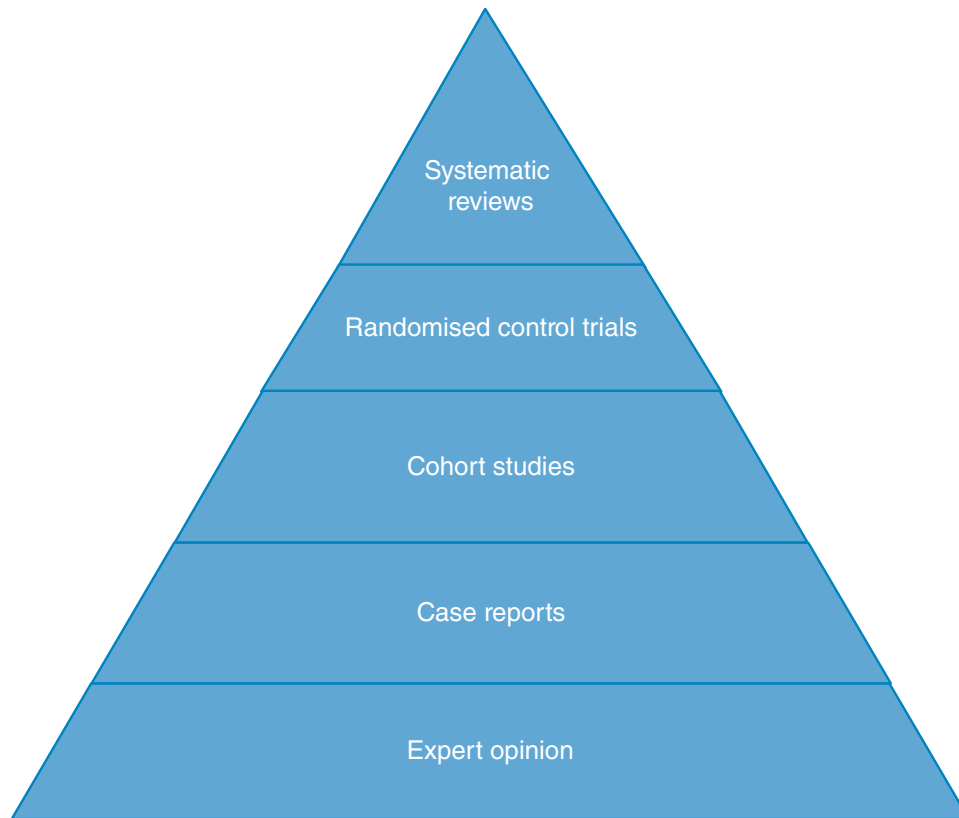 Systematic
reviews
Randomised control trials
Cohort studies
Case reports
Expert opinion